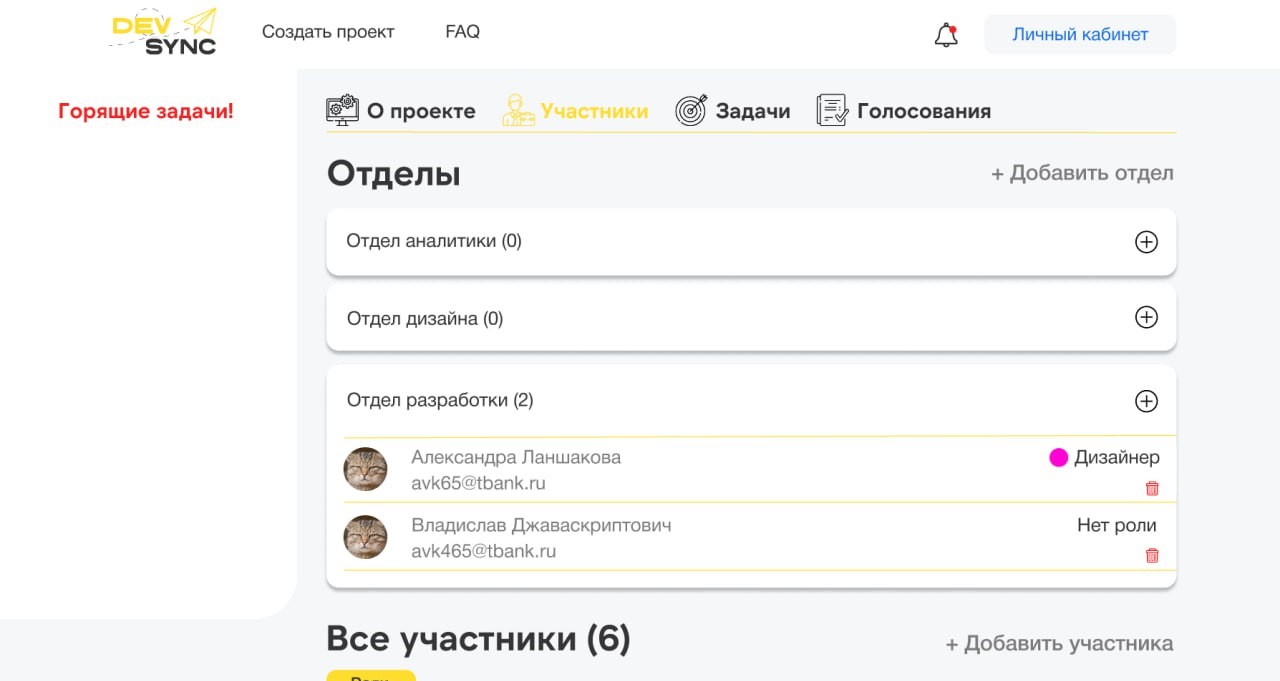 DEV
SYNC
Создать проект
FAQ
Личный кабинет
Горящие задачи!
О проекте
Участники
Задачи
Голосования
Отделы
+ Добавить отдел
Отдел аналитики (0)
Отдел дизайна (0)
Отдел разработки (2)
Александра Ланшакова
Дизайнер
avk65@tbank.ru
Владислав Джаваскриптович
Нет роли
avk465@tbank.ru
Все участники (6)
+ Добавить участника